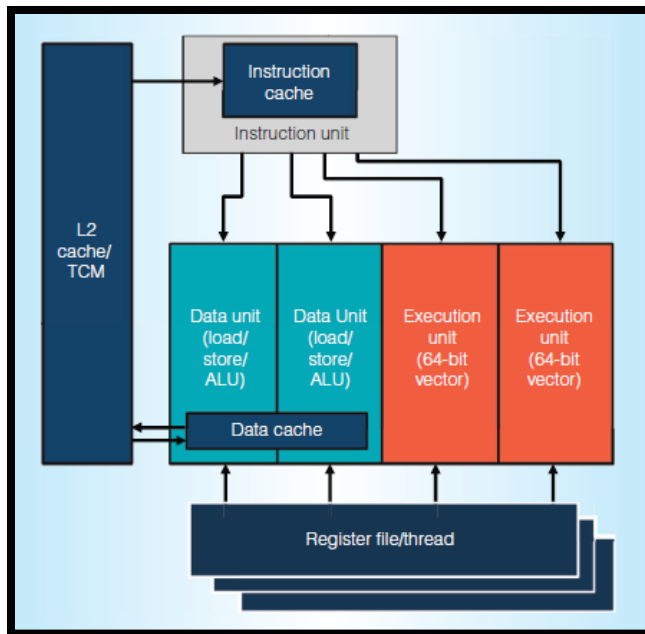 Instruction
cache
Instruction unit
L2
cache/
TCM
Data unit
(load/
store/
ALU)
Data Unit
(load/
store/
ALU)
Execution
unit
(64-bit
vector)
Execution
unit
(64-bit
vector)
Data cache
Register file/thread